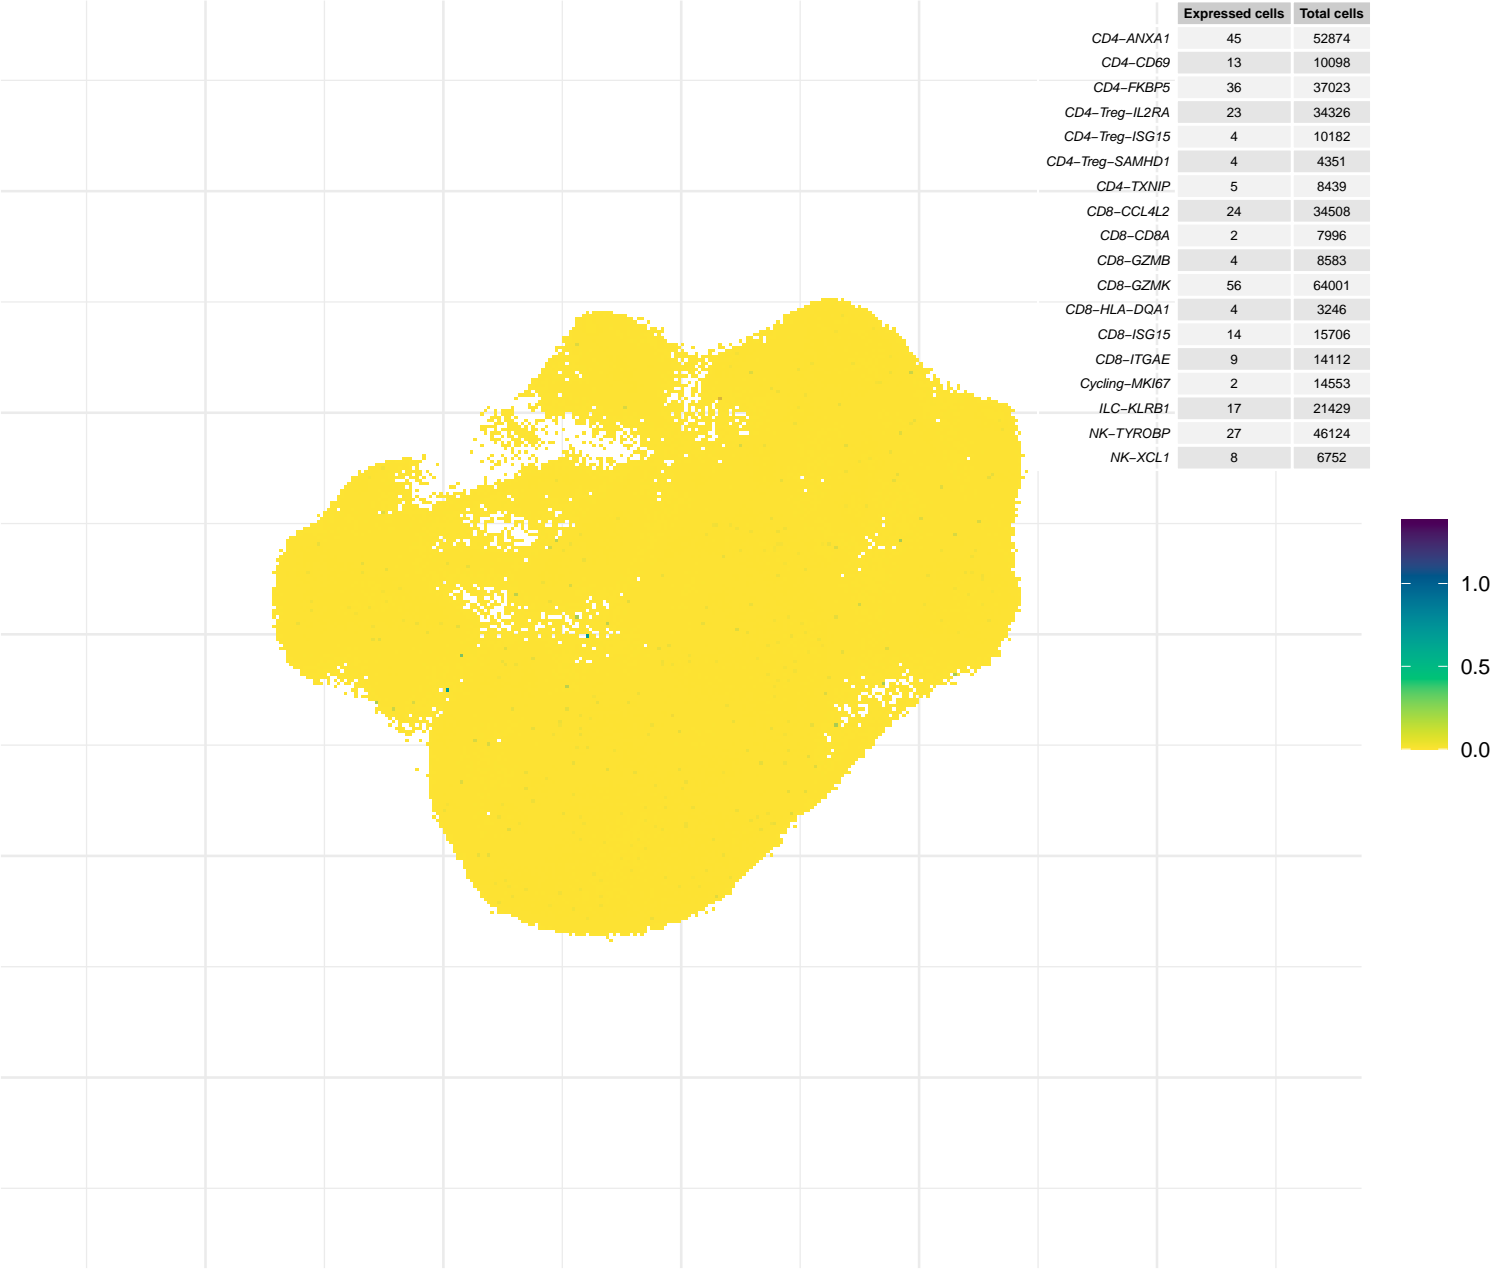 Expressed cells Total cells
CD4−ANXA1 45 52874
CD4−CD69 13 10098
CD4−FKBP5 36 37023
CD4−Treg−IL2RA 23 34326
CD4−Treg−ISG15 4 10182
CD4−Treg−SAMHD1 4 4351
CD4−TXNIP 5 8439
CD8−CCL4L2 24 34508
CD8−CD8A 2 7996
CD8−GZMB 4 8583
CD8−GZMK 56 64001
CD8−HLA−DQA1 4 3246
CD8−ISG15 14 15706
CD8−ITGAE 9 14112
Cycling−MKI67 2 14553
ILC−KLRB1 17 21429
NK−TYROBP 27 46124
NK−XCL1 8 6752
1.0
0.5
0.0